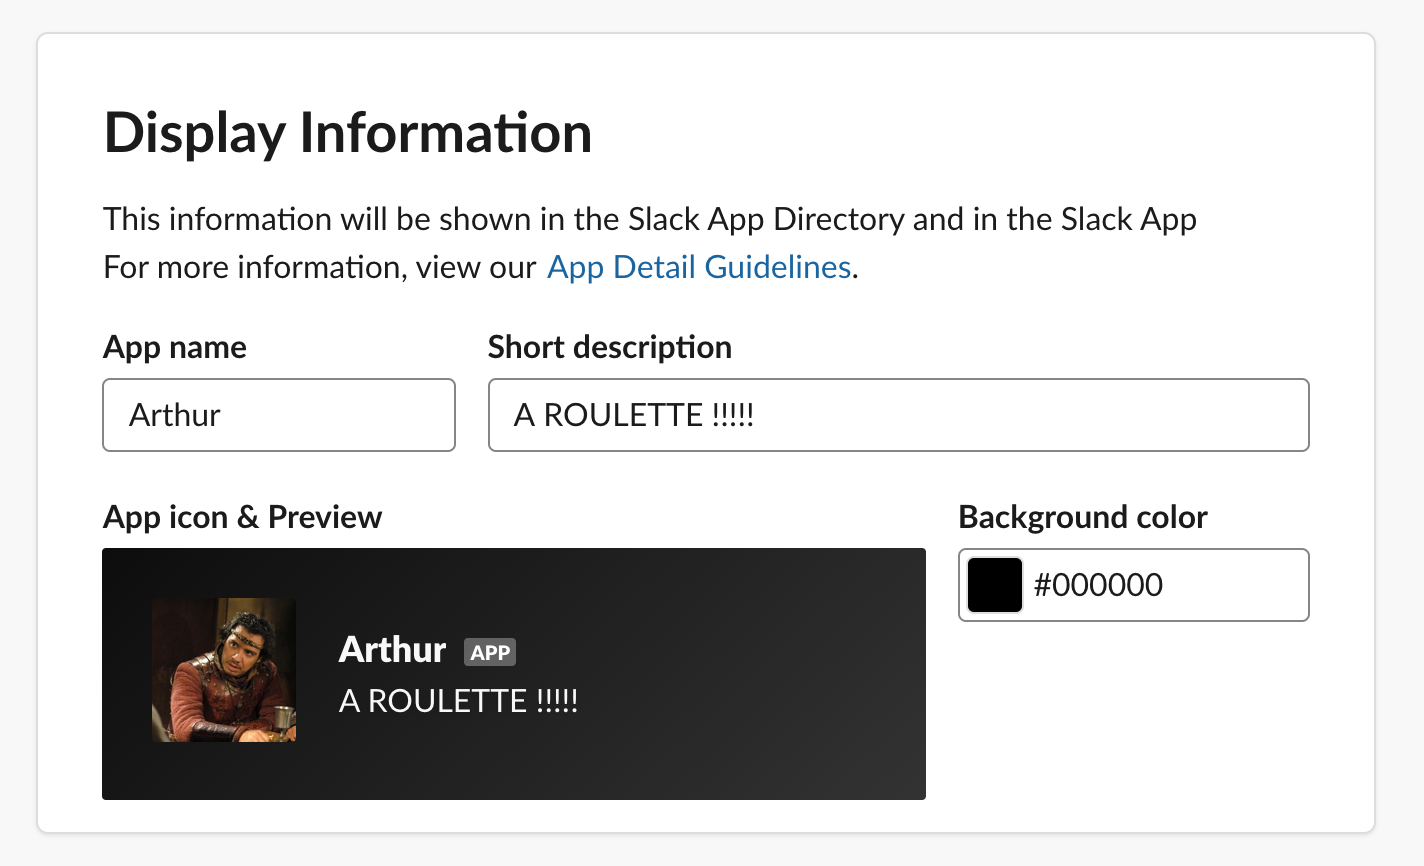 Display Information
This information will be shown in the Slack App Directory and in the Slack App
For more information, view our App Detail Guidelines.
App name
Short description
Arthur
A ROULETTE !!!!!
App icon & Preview
Background color
#000000
Arthur APP
A ROULETTE !!!!!